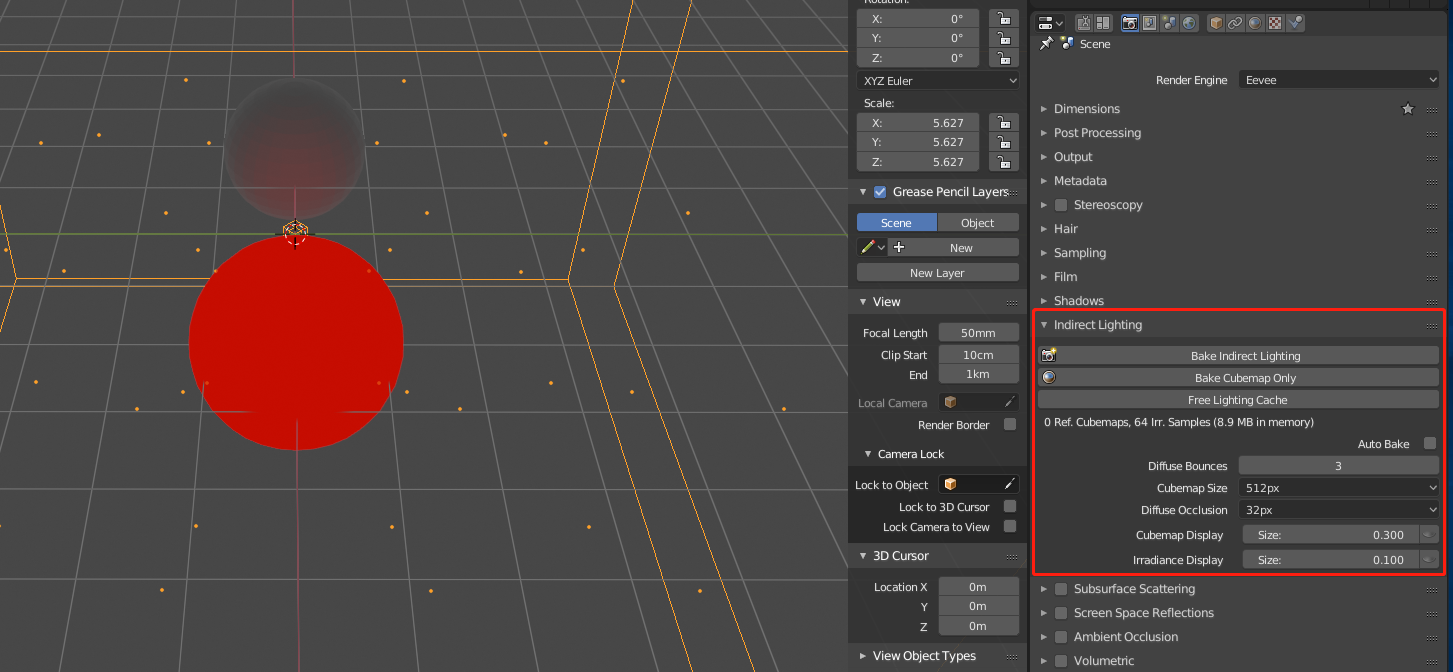 Rotation:
X: 0°
Y: 0°
Z: 0°
XYZ Euler
Scale:
X: 5.627
Y: 5.627
Z: 5.627
Grease Pencil Layers
Scene Object
New
New Layer
View
Focal Length 50mm
Clip Start 10cm
End 1km
Local Camera
Render Border
Camera Lock
Lock to Object
Lock to 3D Cursor
Lock Camera to View
3D Cursor
Location X 0m
Y 0m
Z 0m
View Object Types
Scene
Render Engine Eevee
Dimensions
Post Processing
Output
Metadata
Stereoscopy
Hair
Sampling
Film
Shadows
Indirect Lighting
Bake Indirect Lighting
Bake Cubemap Only
Free Lighting Cache
0 Ref. Cubemaps, 64 Irr. Samples (8.9 MB in memory)
Auto Bake
Diffuse Bounces 3
Cubemap Size 512px
Diffuse Occlusion 32px
Cubemap Display Size: 0.300
Irradiance Display Size: 0.100
Subsurface Scattering
Screen Space Reflections
Ambient Occlusion
Volumetric